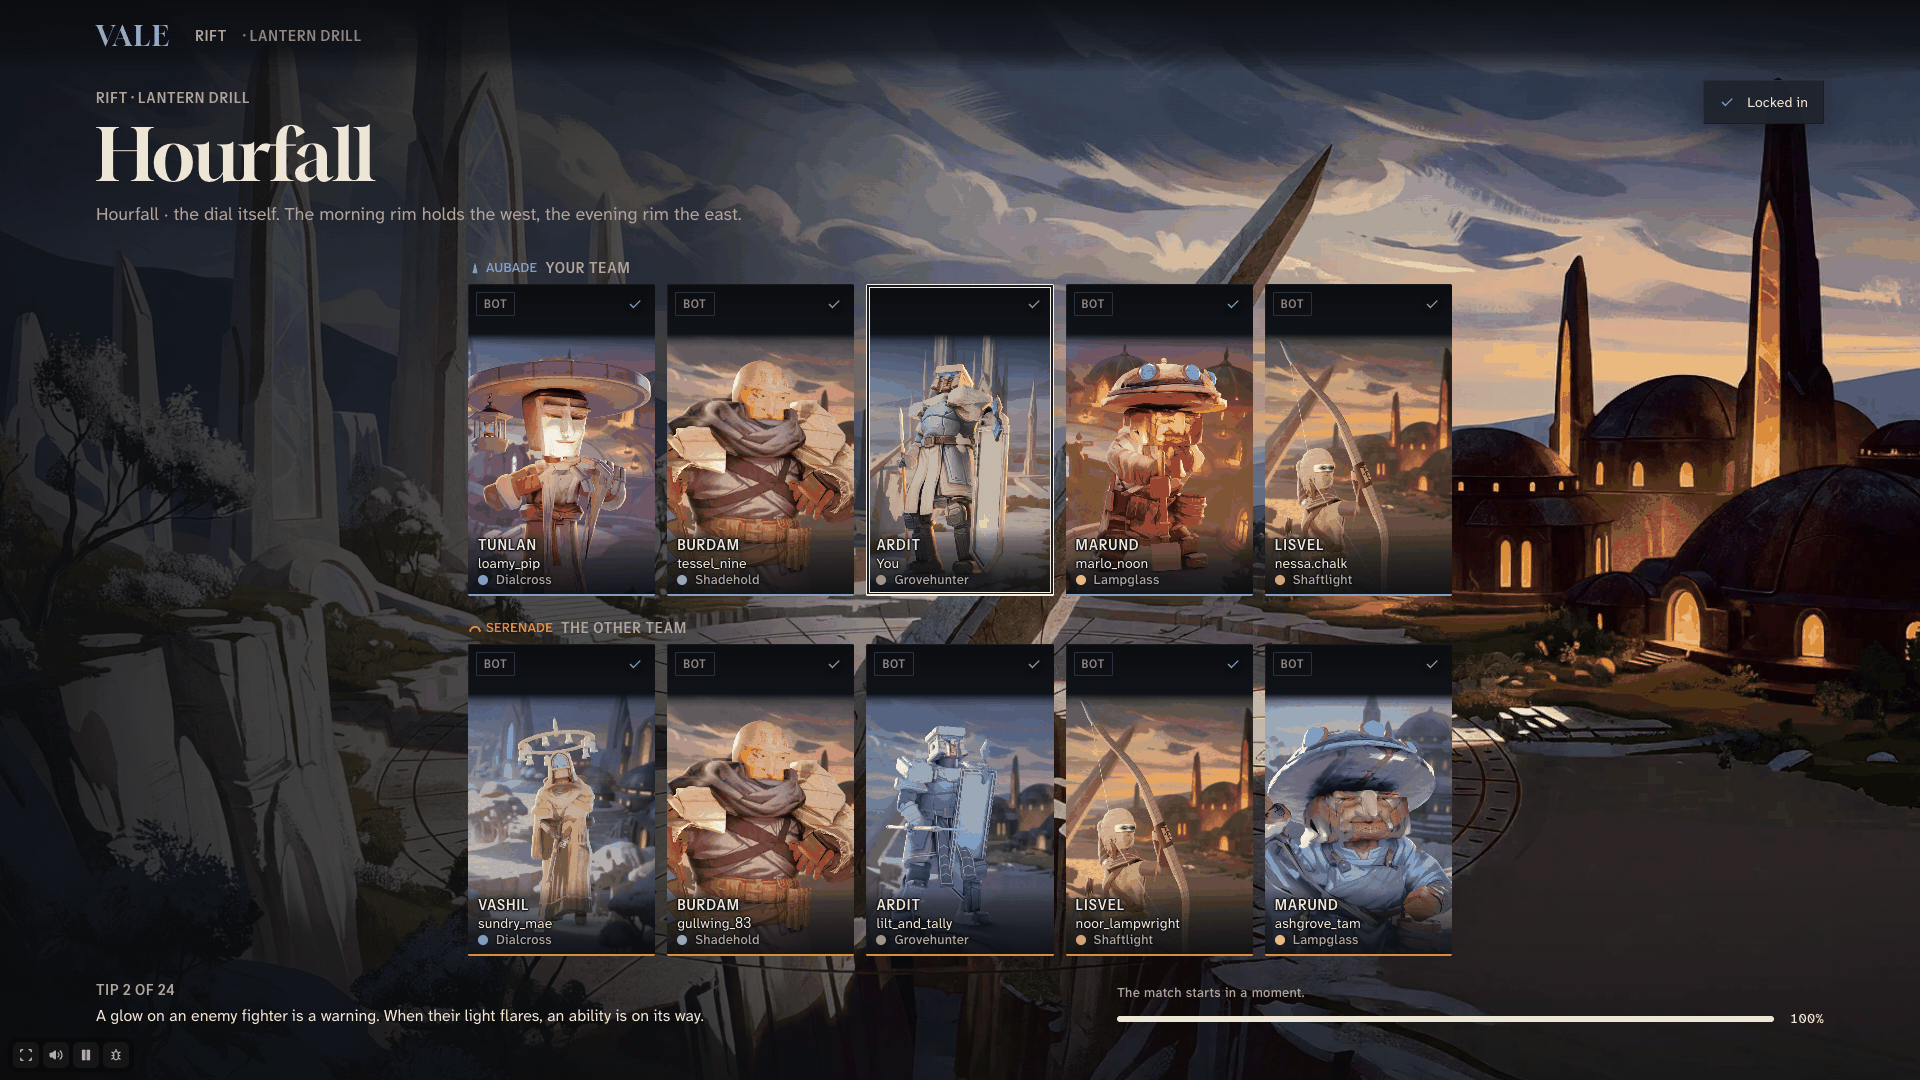 VALE RIFT · LANTERN DRILL
RIFT · LANTERN DRILL
Locked in
Hourfall
Hourfall · the dial itself. The morning rim holds the west, the evening rim the east.
AUBADE YOUR TEAM
BOT
BOT
BOT
BOT
TUNLAN
loamy_pip
Dialcross
BURDAM
tessel_nine
Shadehold
ARDIT
You
Grovehunter
MARUND
marlo_noon
Lampglass
LISVEL
nessa.chalk
Shaftlight
SERENADE THE OTHER TEAM
BOT
BOT
BOT
BOT
BOT
VASHIL
sundry_mae
Dialcross
BURDAM
gullwing_83
Shadehold
ARDIT
lilt_and_tally
Grovehunter
LISVEL
noor_lampwright
Shaftlight
MARUND
ashgrove_tam
Lampglass
TIP 2 OF 24
A glow on an enemy fighter is a warning. When their light flares, an ability is on its way.
The match starts in a moment.
100%